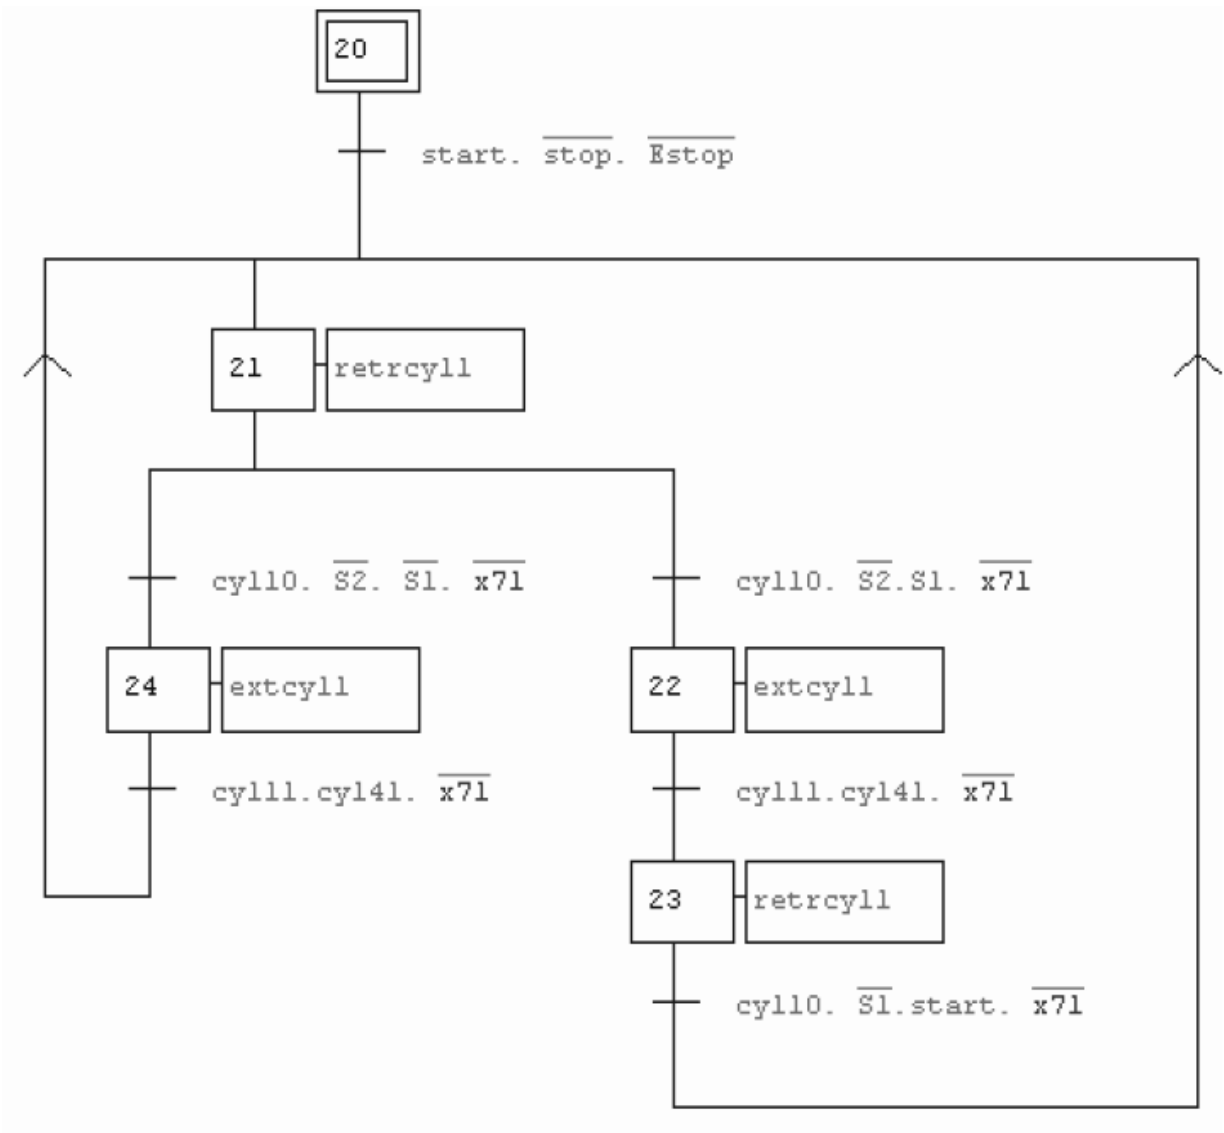 20
start. stop. Estop
21 retrcyl1
cyl10. S2. S1. x71
cyl10. S2.S1. x71
24 extcyl1
22 extcyl1
cyl11.cyl41. x71
cyl11.cyl41. x71
23 retrcyl1
cyl10. S1.start. x71